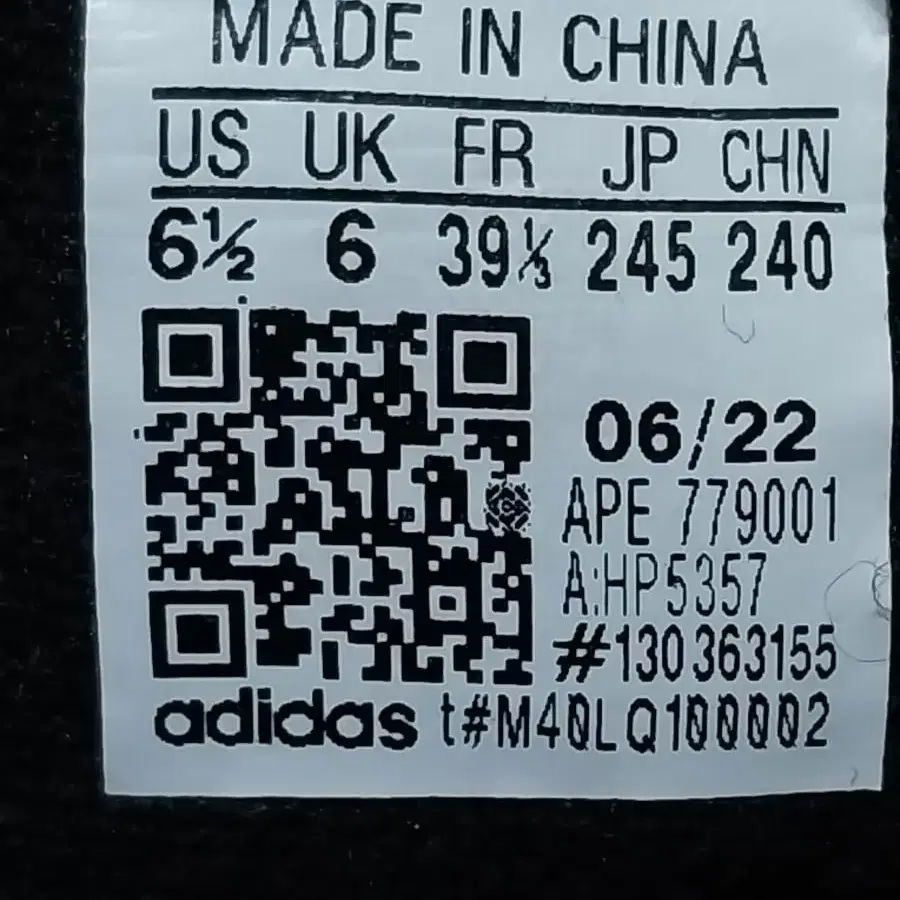 MADE IN CHINA
US UK FR JP CHN
6½ 6 39⅓ 245 240
06/22
APE 779001
A:HP5357
#130363155
adidas t#M40LQ100002